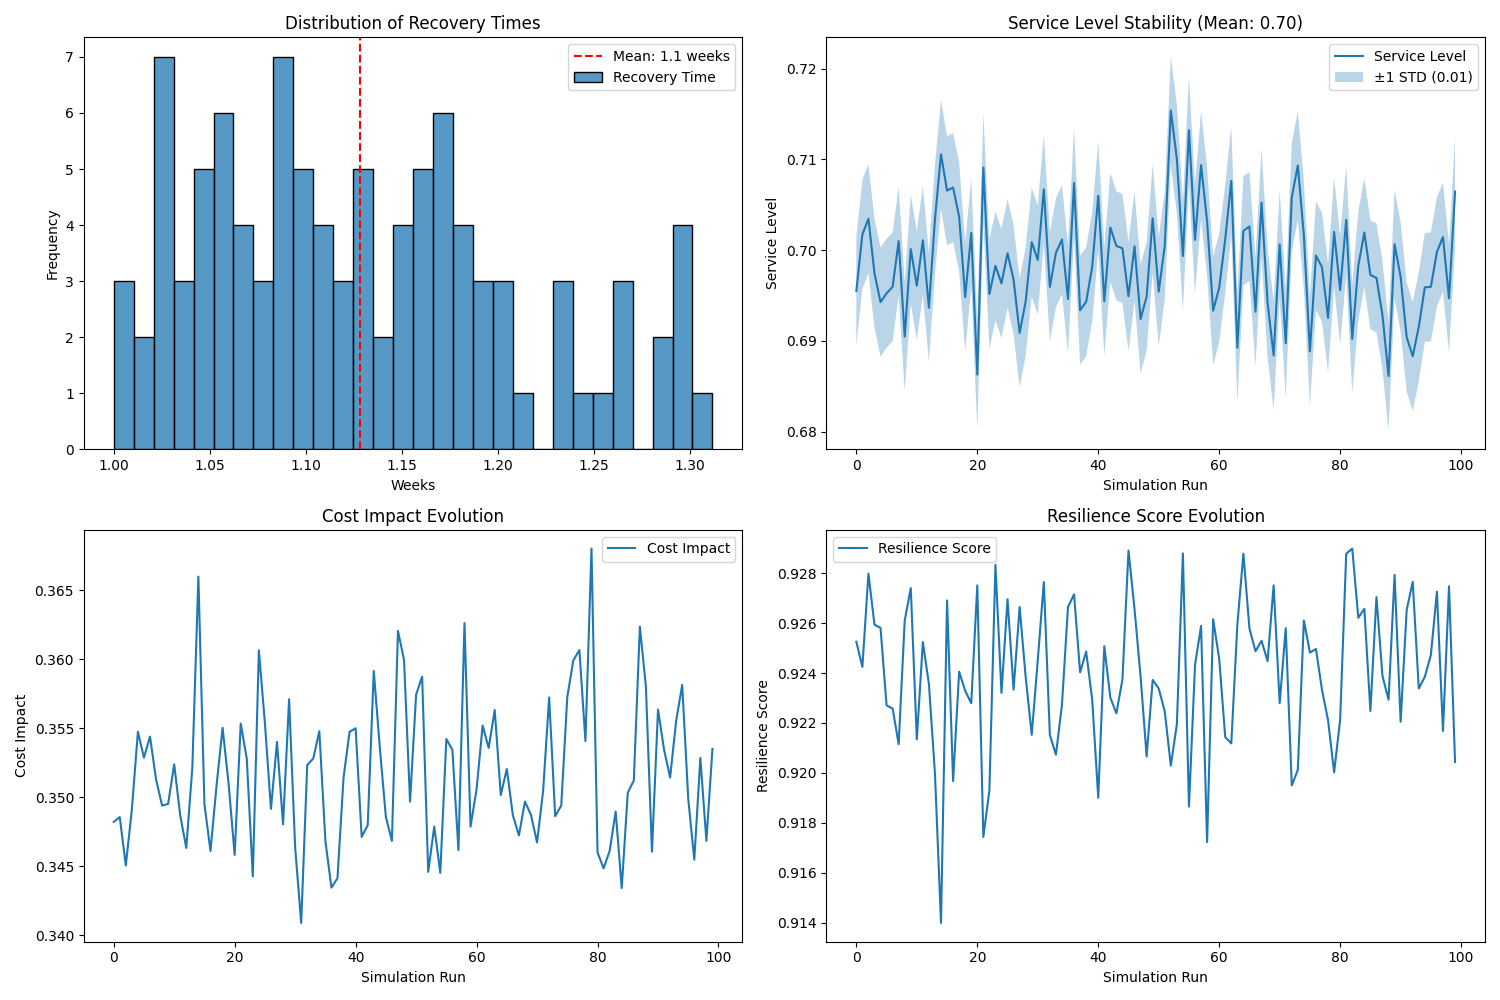 Distribution of Recovery Times
Mean: 1.1 weeks
Recovery Time
Frequency
7
6
5
4
3
2
1
0
1.00 1.05 1.10 1.15 1.20 1.25 1.30
Weeks
Service Level Stability (Mean: 0.70)
Service Level
±1 STD (0.01)
Service Level
0.72
0.71
0.70
0.69
0.68
0 20 40 60 80 100
Simulation Run
Cost Impact Evolution
Cost Impact
Cost Impact
0.365
0.360
0.355
0.350
0.345
0.340
0 20 40 60 80 100
Simulation Run
Resilience Score Evolution
Resilience Score
Resilience Score
0.928
0.926
0.924
0.922
0.920
0.918
0.916
0.914
0 20 40 60 80 100
Simulation Run